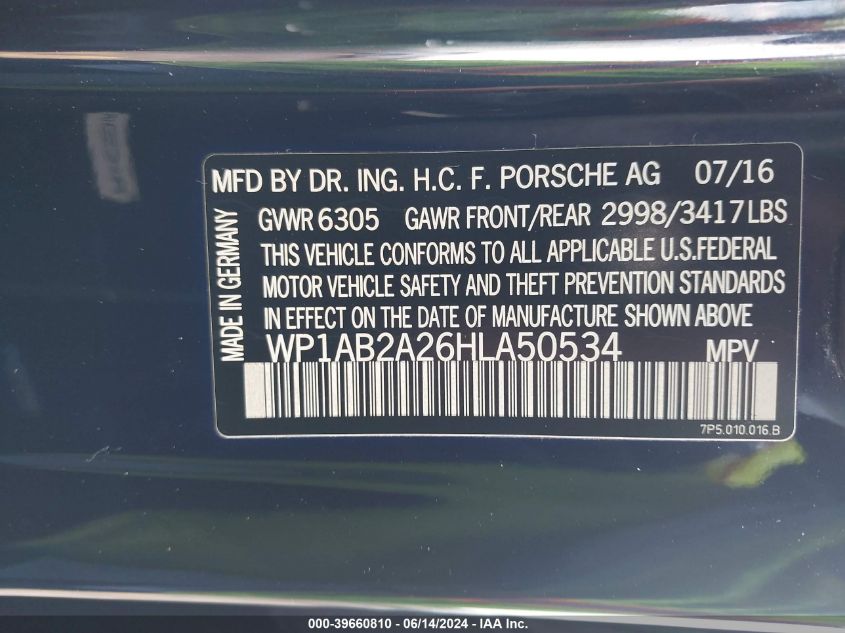 MFD BY DR. ING. H.C. F. PORSCHE AG 07/16
GVWR 6305 GAWR FRONT/REAR 2998/3417LBS
THIS VEHICLE CONFORMS TO ALL APPLICABLE U.S.FEDERAL
MOTOR VEHICLE SAFETY AND THEFT PREVENTION STANDARDS
IN EFFECT ON THE DATE OF MANUFACTURE SHOWN ABOVE
MADE IN GERMANY
WP1AB2A26HLA50534 MPV
7P5.010.016.B
000-39660810 - 06/14/2024 - IAA Inc.